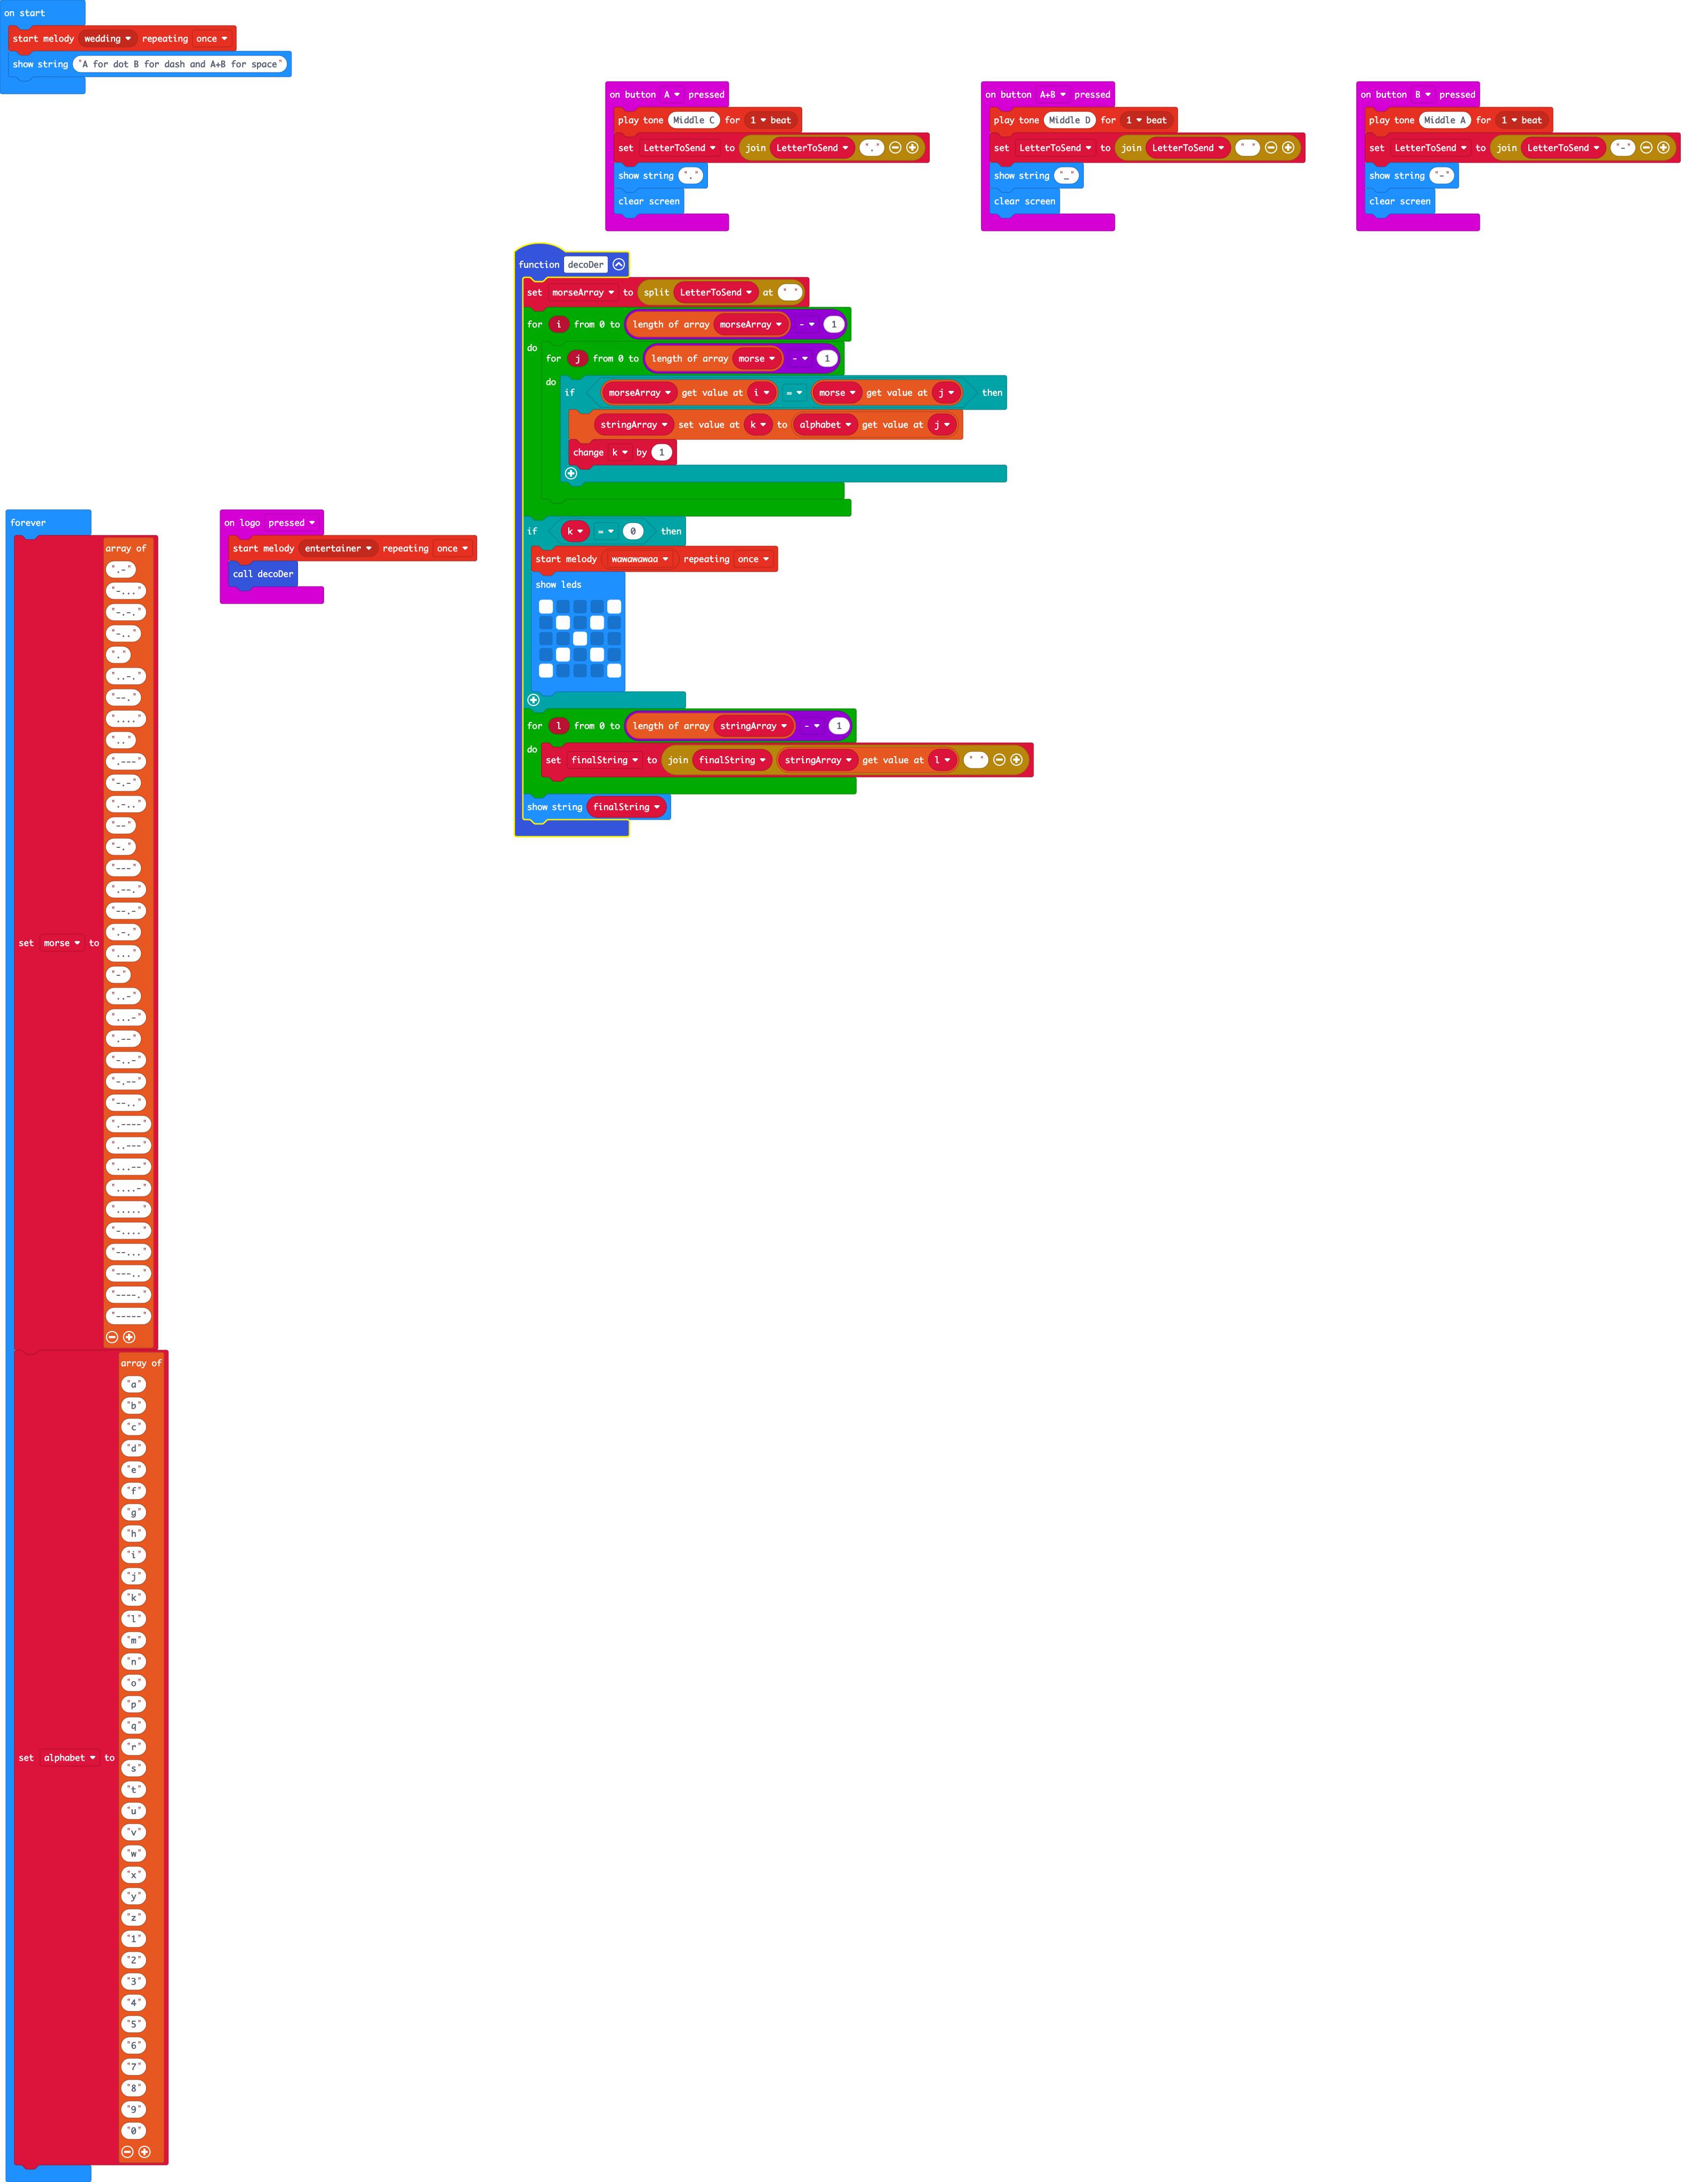 on start
start melody wedding repeating once
show string "A for dot B for dash and A+B for space"
on button A pressed
play tone Middle C for 1 beat
set LetterToSend to join LetterToSend "."
show string "."
clear screen
on button A+B pressed
play tone Middle D for 1 beat
set LetterToSend to join LetterToSend " "
show string "_"
clear screen
on button B pressed
play tone Middle A for 1 beat
set LetterToSend to join LetterToSend "-"
show string "-"
clear screen
function decoDer
set morseArray to split LetterToSend at " "
for i from 0 to length of array morseArray - 1
do
for j from 0 to length of array morse - 1
do
if morseArray get value at i = morse get value at j then
stringArray set value at k to alphabet get value at j
change k by 1
if k = 0 then
start melody wawawawaa repeating once
show leds
for l from 0 to length of array stringArray - 1
do
set finalString to join finalString stringArray get value at l " "
show string finalString
on logo pressed
start melody entertainer repeating once
call decoDer
forever
set morse to
array of
".-"
"-..."
"-.-."
"-.."
"."
"..-."
"--."
"...."
".."
".---"
"-.-"
".-.."
"--"
"-."
"---"
".--."
"--.-"
".-."
"..."
"-"
"..-"
"...-"
".--"
"-..-"
"-.--"
"--.."
".----"
"..---"
"...--"
"....-"
"....."
"-...."
"--..."
"---.."
"----."
"-----"
set alphabet to
array of
"a"
"b"
"c"
"d"
"e"
"f"
"g"
"h"
"i"
"j"
"k"
"l"
"m"
"n"
"o"
"p"
"q"
"r"
"s"
"t"
"u"
"v"
"w"
"x"
"y"
"z"
"1"
"2"
"3"
"4"
"5"
"6"
"7"
"8"
"9"
"0"